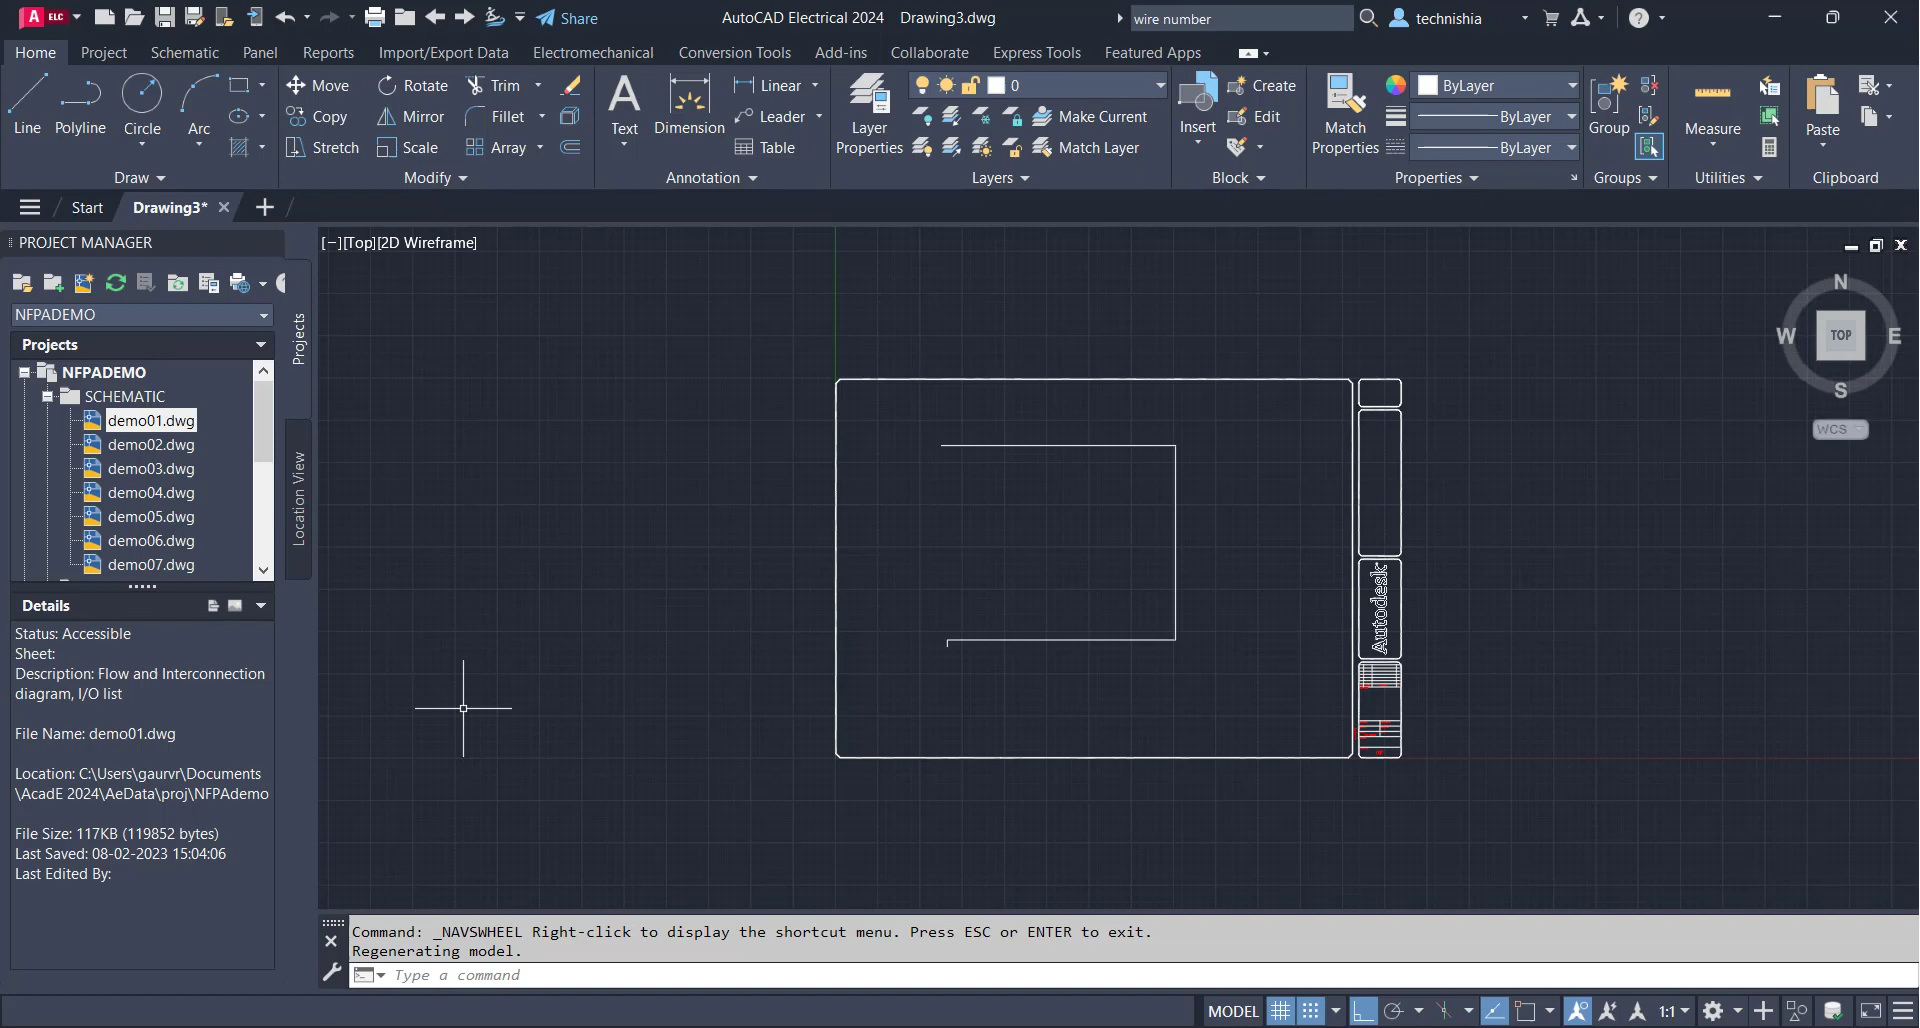 A ELC
Share
AutoCAD Electrical 2024 Drawing3.dwg
wire number
technishia
?
Home Project Schematic Panel Reports Import/Export Data Electromechanical Conversion Tools Add-ins Collaborate Express Tools Featured Apps
Line
Polyline
Circle
Arc
Move
Rotate
Trim
Copy
Mirror
Fillet
Stretch
Scale
Array
A
Text
Dimension
Linear
Leader
Table
Layer
Properties
0
Make Current
Match Layer
Insert
Create
Edit
Match
Properties
ByLayer
ByLayer
ByLayer
Group
Measure
Paste
Draw
Modify
Annotation
Layers
Block
Properties
Groups
Utilities
Clipboard
Start
Drawing3*
PROJECT MANAGER
NFPADEMO
Projects
NFPADEMO
SCHEMATIC
demo01.dwg
demo02.dwg
demo03.dwg
demo04.dwg
demo05.dwg
demo06.dwg
demo07.dwg
Projects
Location View
Details
Status: Accessible
Sheet:
Description: Flow and Interconnection
diagram, I/O list
File Name: demo01.dwg
Location: C:\Users\gaurvr\Documents
\AcadE 2024\AeData\proj\NFPAdemo
File Size: 117KB (119852 bytes)
Last Saved: 08-02-2023 15:04:06
Last Edited By:
[−][Top][2D Wireframe]
N
W
TOP
E
S
WCS
Autodesk
Command: _NAVSWHEEL Right-click to display the shortcut menu. Press ESC or ENTER to exit.
Regenerating model.
Type a command
MODEL
1:1